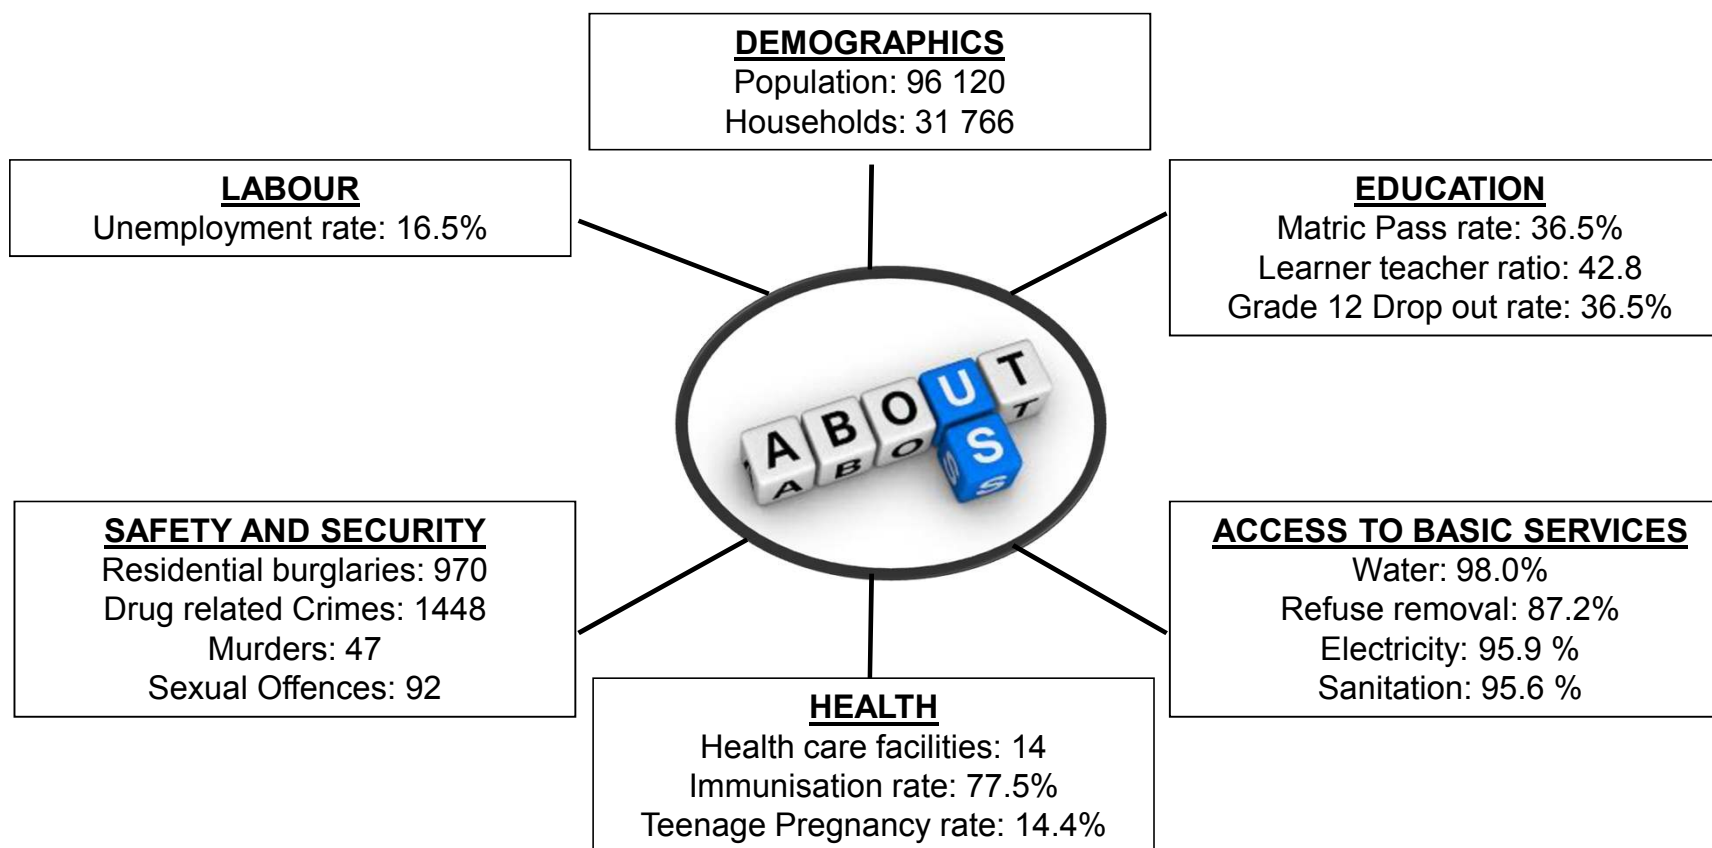 DEMOGRAPHICS
Population: 96 120
Households: 31 766
LABOUR
Unemployment rate: 16.5%
EDUCATION
Matric Pass rate: 36.5%
Learner teacher ratio: 42.8
Grade 12 Drop out rate: 36.5%
A B O U T
A B O S T
S S
SAFETY AND SECURITY
Residential burglaries: 970
Drug related Crimes: 1448
Murders: 47
Sexual Offences: 92
ACCESS TO BASIC SERVICES
Water: 98.0%
Refuse removal: 87.2%
Electricity: 95.9 %
Sanitation: 95.6 %
HEALTH
Health care facilities: 14
Immunisation rate: 77.5%
Teenage Pregnancy rate: 14.4%